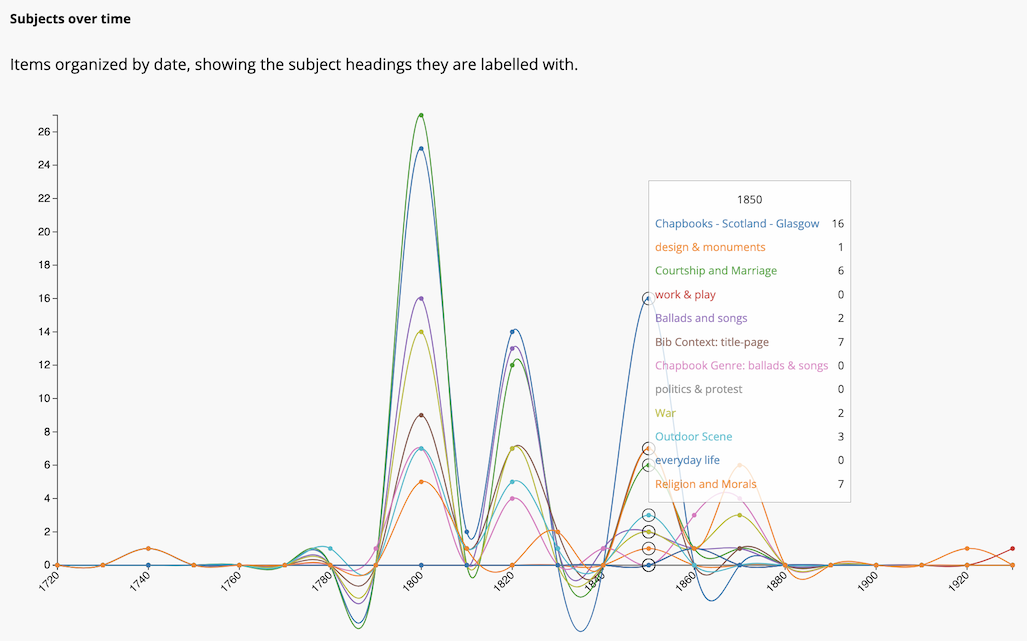 Subjects over time
Items organized by date, showing the subject headings they are labelled with.
26
24
22
20
18
16
14
12
10
8
6
4
2
0
1850
Chapbooks - Scotland - Glasgow 16
design & monuments 1
Courtship and Marriage 6
work & play 0
Ballads and songs 2
Bib Context: title-page 7
Chapbook Genre: ballads & songs 0
politics & protest 0
War 2
Outdoor Scene 3
everyday life 0
Religion and Morals 7
1720 1740 1760 1780 1800 1820 1840 1860 1880 1900 1920